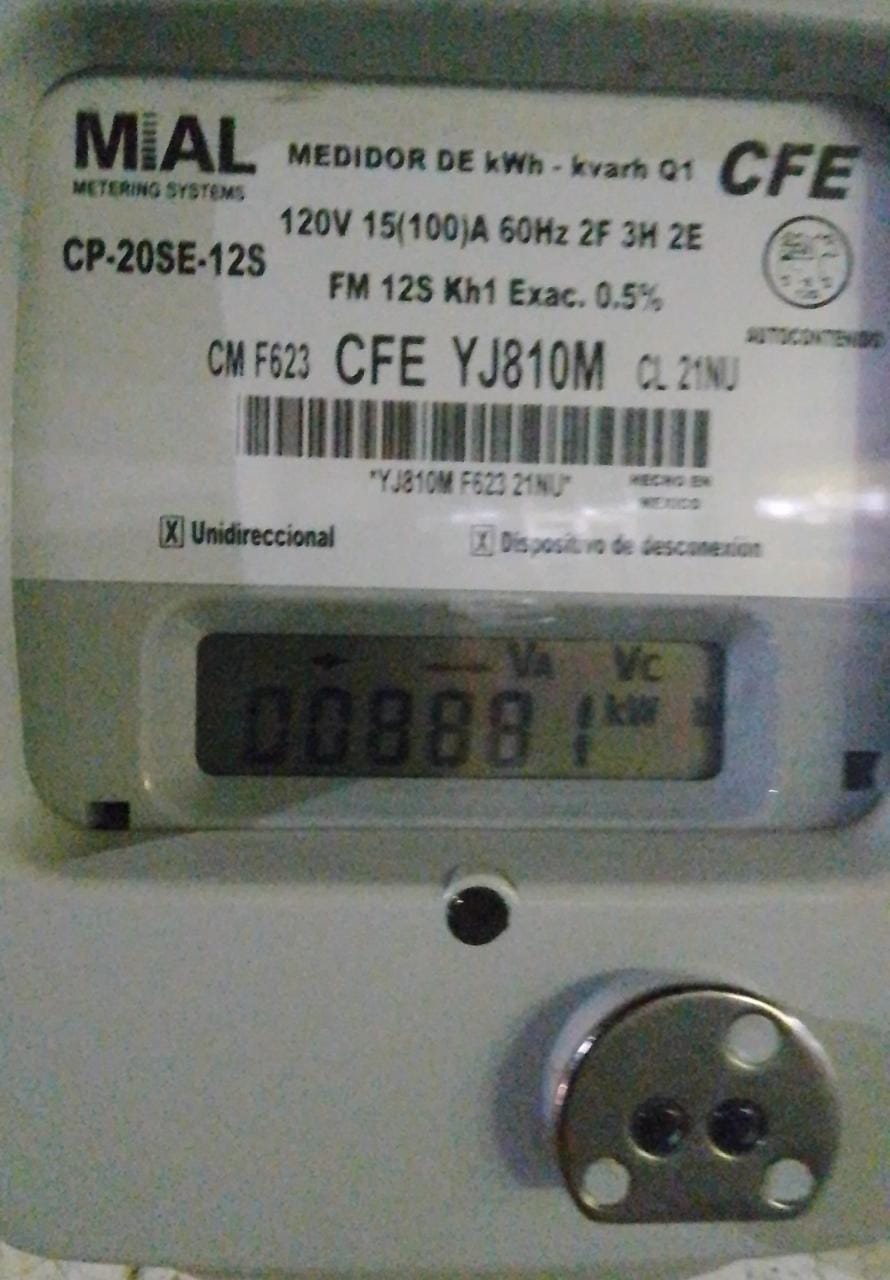 MIAL
METERING SYSTEMS
MEDIDOR DE kWh - kvarh Q1
CFE
120V 15(100)A 60Hz 2F 3H 2E
CP-20SE-12S
FM 12S Kh1 Exac. 0.5%
AUTOCONTENIDO
CM F623 CFE YJ810M CL 21NU
*YJ810M F623 21NU*
HECHO EN
MEXICO
X Unidireccional
X Dispositivo de desconexión
VA VC
kW